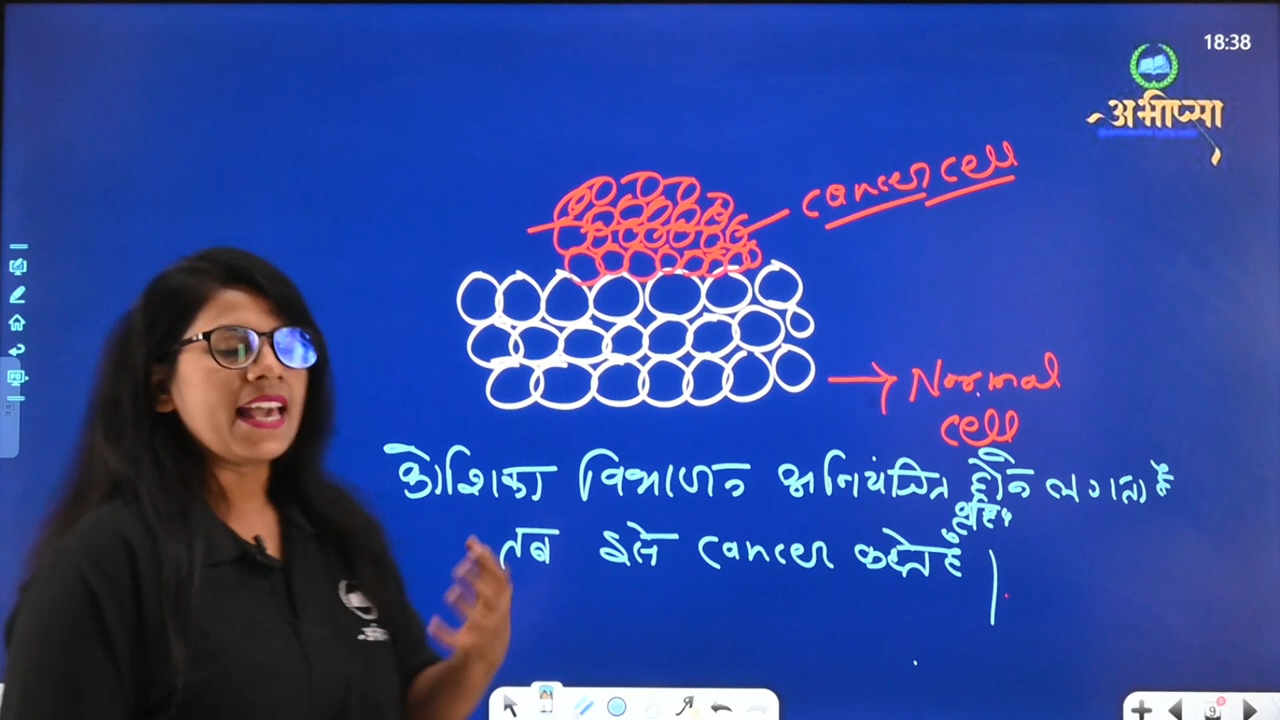 18:38
अभीप्सा
cancer cell
Normal
cell
कोशिका विभाजन अनियंत्रित होने लगता है
तब इसे cancer कहते है |